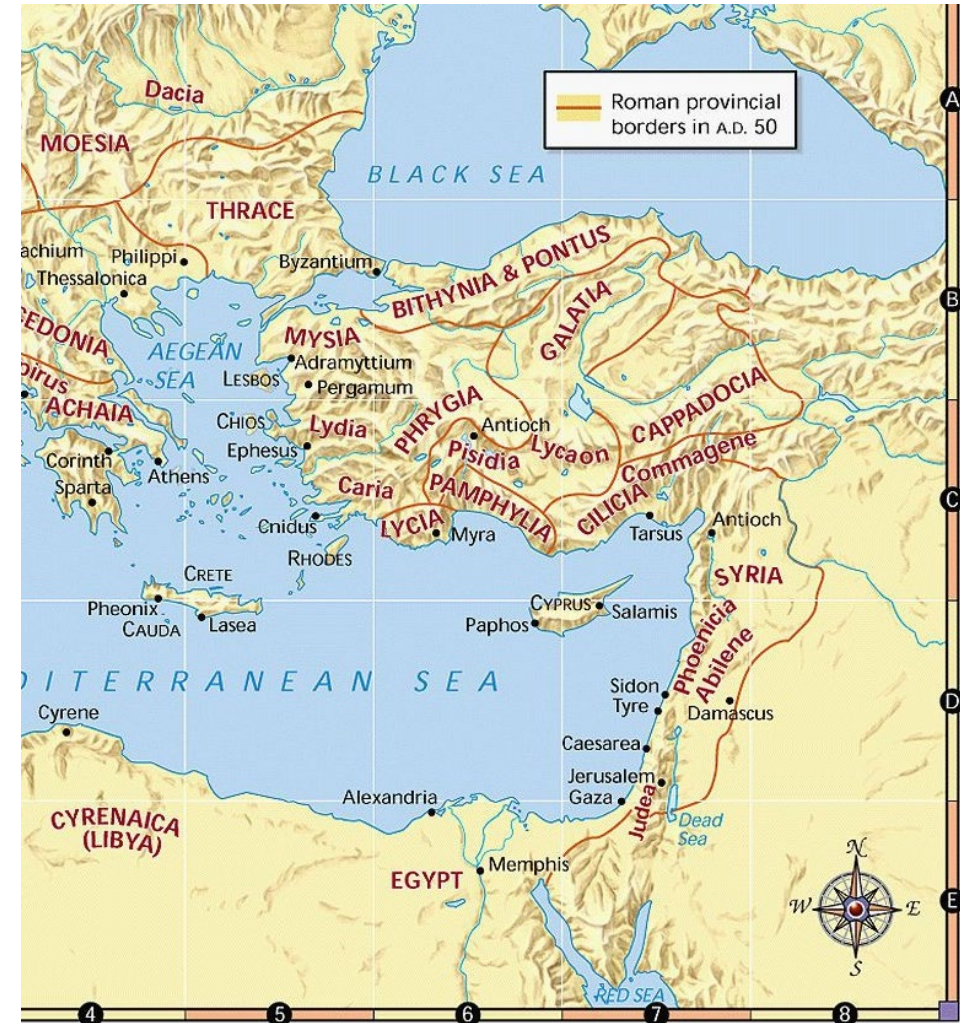 Dacia
Roman provincial
borders in A.D. 50
A
MOESIA
BLACK SEA
THRACE
achium
Philippi
Byzantium
Thessalonica
BITHYNIA & PONTUS
B
EDONIA
MYSIA
GALATIA
AEGEAN
SEA
Adramyttium
LESBOS
Pergamum
pirus
ACHAIA
PHRYGIA
CAPPADOCIA
CHIOS
Lydia
Antioch
Ephesus
Pisidia
Lycaon
Commagene
Corinth
Athens
Sparta
Caria
PAMPHYLIA
CILICIA
C
Cnidus
LYCIA
Myra
Tarsus
Antioch
RHODES
CRETE
SYRIA
Pheonix
CAUDA
Lasea
CYPRUS
Salamis
Paphos
Phoenicia
Abilene
DITERRANEAN SEA
Sidon
Tyre
D
Cyrene
Damascus
Caesarea
Jerusalem
Alexandria
Gaza
Judea
CYRENAICA
(LIBYA)
Dead
Sea
Memphis
EGYPT
N
W
E
S
E
RED SEA
4
5
6
7
8